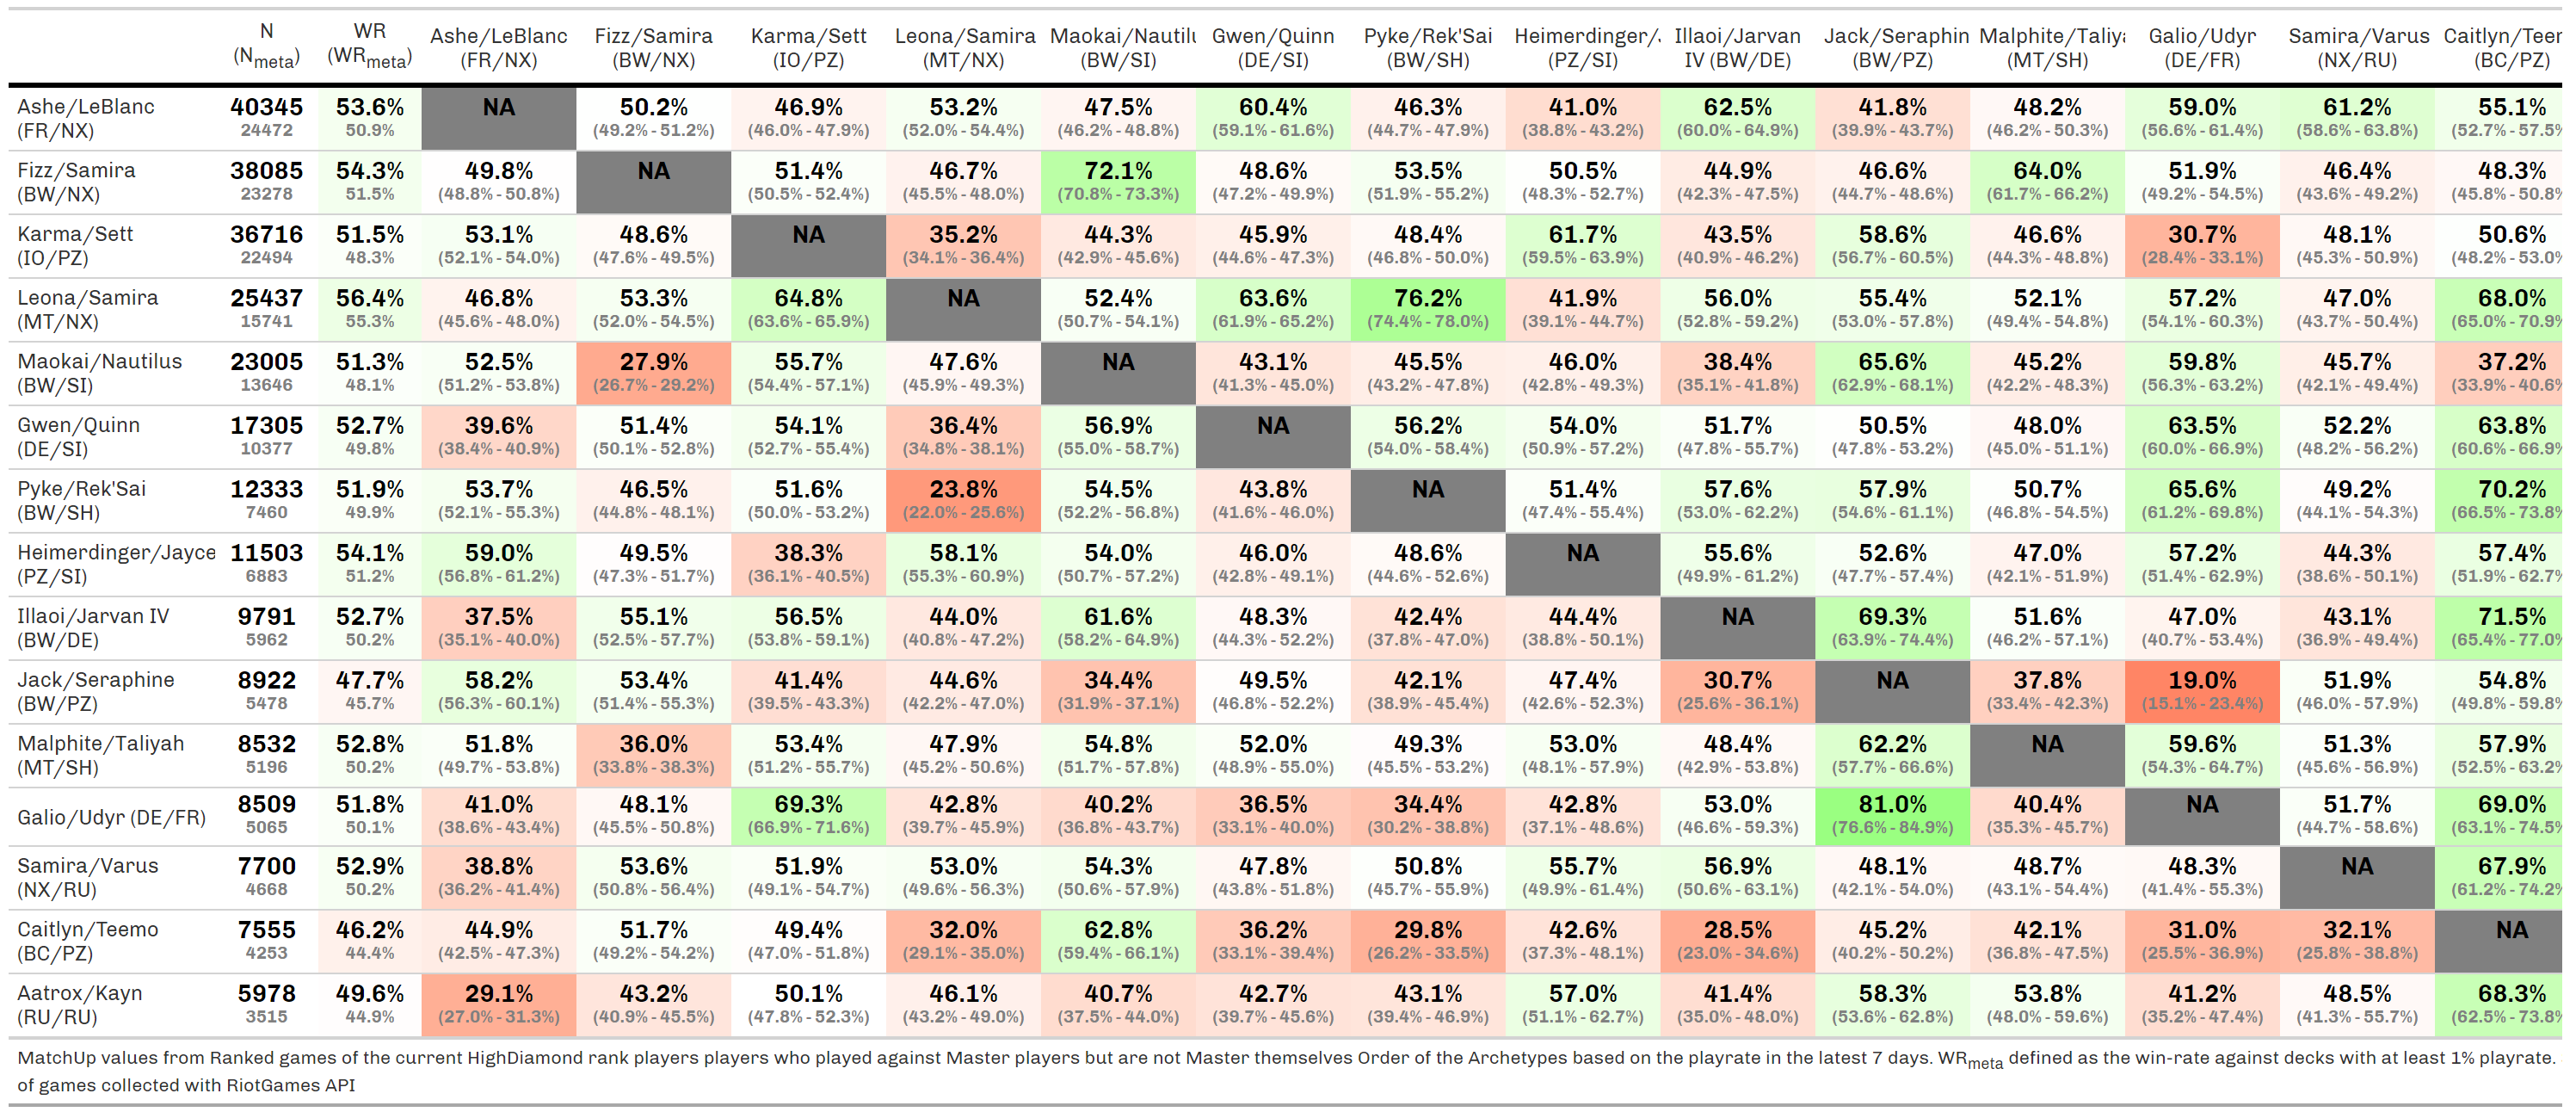 N WR Ashe/LeBlanc Fizz/Samira Karma/Sett Leona/Samira Maokai/Nautilu Gwen/Quinn Pyke/Rek'Sai Heimerdinger/ Illaoi/Jarvan Jack/Seraphin Malphite/Taliya Galio/Udyr Samira/Varus Caitlyn/Teer
(Nmeta) (WRmeta) (FR/NX) (BW/NX) (IO/PZ) (MT/NX) (BW/SI) (DE/SI) (BW/SH) (PZ/SI) IV (BW/DE) (BW/PZ) (MT/SH) (DE/FR) (NX/RU) (BC/PZ)
Ashe/LeBlanc 40345 53.6% NA 50.2% 46.9% 53.2% 47.5% 60.4% 46.3% 41.0% 62.5% 41.8% 48.2% 59.0% 61.2% 55.1%
(FR/NX) 24472 50.9% (49.2% - 51.2%) (46.0% - 47.9%) (52.0% - 54.4%) (46.2% - 48.8%) (59.1% - 61.6%) (44.7% - 47.9%) (38.8% - 43.2%) (60.0% - 64.9%) (39.9% - 43.7%) (46.2% - 50.3%) (56.6% - 61.4%) (58.6% - 63.8%) (52.7% - 57.5%
Fizz/Samira 38085 54.3% 49.8% NA 51.4% 46.7% 72.1% 48.6% 53.5% 50.5% 44.9% 46.6% 64.0% 51.9% 46.4% 48.3%
(BW/NX) 23278 51.5% (48.8% - 50.8%) (50.5% - 52.4%) (45.5% - 48.0%) (70.8% - 73.3%) (47.2% - 49.9%) (51.9% - 55.2%) (48.3% - 52.7%) (42.3% - 47.5%) (44.7% - 48.6%) (61.7% - 66.2%) (49.2% - 54.5%) (43.6% - 49.2%) (45.8% - 50.8%
Karma/Sett 36716 51.5% 53.1% 48.6% NA 35.2% 44.3% 45.9% 48.4% 61.7% 43.5% 58.6% 46.6% 30.7% 48.1% 50.6%
(IO/PZ) 22494 48.3% (52.1% - 54.0%) (47.6% - 49.5%) (34.1% - 36.4%) (42.9% - 45.6%) (44.6% - 47.3%) (46.8% - 50.0%) (59.5% - 63.9%) (40.9% - 46.2%) (56.7% - 60.5%) (44.3% - 48.8%) (28.4% - 33.1%) (45.3% - 50.9%) (48.2% - 53.0%
Leona/Samira 25437 56.4% 46.8% 53.3% 64.8% NA 52.4% 63.6% 76.2% 41.9% 56.0% 55.4% 52.1% 57.2% 47.0% 68.0%
(MT/NX) 15741 55.3% (45.6% - 48.0%) (52.0% - 54.5%) (63.6% - 65.9%) (50.7% - 54.1%) (61.9% - 65.2%) (74.4% - 78.0%) (39.1% - 44.7%) (52.8% - 59.2%) (53.0% - 57.8%) (49.4% - 54.8%) (54.1% - 60.3%) (43.7% - 50.4%) (65.0% - 70.9%
Maokai/Nautilus 23005 51.3% 52.5% 27.9% 55.7% 47.6% NA 43.1% 45.5% 46.0% 38.4% 65.6% 45.2% 59.8% 45.7% 37.2%
(BW/SI) 13646 48.1% (51.2% - 53.8%) (26.7% - 29.2%) (54.4% - 57.1%) (45.9% - 49.3%) (41.3% - 45.0%) (43.2% - 47.8%) (42.8% - 49.3%) (35.1% - 41.8%) (62.9% - 68.1%) (42.2% - 48.3%) (56.3% - 63.2%) (42.1% - 49.4%) (33.9% - 40.6%
Gwen/Quinn 17305 52.7% 39.6% 51.4% 54.1% 36.4% 56.9% NA 56.2% 54.0% 51.7% 50.5% 48.0% 63.5% 52.2% 63.8%
(DE/SI) 10377 49.8% (38.4% - 40.9%) (50.1% - 52.8%) (52.7% - 55.4%) (34.8% - 38.1%) (55.0% - 58.7%) (54.0% - 58.4%) (50.9% - 57.2%) (47.8% - 55.7%) (47.8% - 53.2%) (45.0% - 51.1%) (60.0% - 66.9%) (48.2% - 56.2%) (60.6% - 66.9%
Pyke/Rek'Sai 12333 51.9% 53.7% 46.5% 51.6% 23.8% 54.5% 43.8% NA 51.4% 57.6% 57.9% 50.7% 65.6% 49.2% 70.2%
(BW/SH) 7460 49.9% (52.1% - 55.3%) (44.8% - 48.1%) (50.0% - 53.2%) (22.0% - 25.6%) (52.2% - 56.8%) (41.6% - 46.0%) (47.4% - 55.4%) (53.0% - 62.2%) (54.6% - 61.1%) (46.8% - 54.5%) (61.2% - 69.8%) (44.1% - 54.3%) (66.5% - 73.8%
Heimerdinger/Jayce 11503 54.1% 59.0% 49.5% 38.3% 58.1% 54.0% 46.0% 48.6% NA 55.6% 52.6% 47.0% 57.2% 44.3% 57.4%
(PZ/SI) 6883 51.2% (56.8% - 61.2%) (47.3% - 51.7%) (36.1% - 40.5%) (55.3% - 60.9%) (50.7% - 57.2%) (42.8% - 49.1%) (44.6% - 52.6%) (49.9% - 61.2%) (47.7% - 57.4%) (42.1% - 51.9%) (51.4% - 62.9%) (38.6% - 50.1%) (51.9% - 62.7%
Illaoi/Jarvan IV 9791 52.7% 37.5% 55.1% 56.5% 44.0% 61.6% 48.3% 42.4% 44.4% NA 69.3% 51.6% 47.0% 43.1% 71.5%
(BW/DE) 5962 50.2% (35.1% - 40.0%) (52.5% - 57.7%) (53.8% - 59.1%) (40.8% - 47.2%) (58.2% - 64.9%) (44.3% - 52.2%) (37.8% - 47.0%) (38.8% - 50.1%) (63.9% - 74.4%) (46.2% - 57.1%) (40.7% - 53.4%) (36.9% - 49.4%) (65.4% - 77.0%
Jack/Seraphine 8922 47.7% 58.2% 53.4% 41.4% 44.6% 34.4% 49.5% 42.1% 47.4% 30.7% NA 37.8% 19.0% 51.9% 54.8%
(BW/PZ) 5478 45.7% (56.3% - 60.1%) (51.4% - 55.3%) (39.5% - 43.3%) (42.2% - 47.0%) (31.9% - 37.1%) (46.8% - 52.2%) (38.9% - 45.4%) (42.6% - 52.3%) (25.6% - 36.1%) (33.4% - 42.3%) (15.1% - 23.4%) (46.0% - 57.9%) (49.8% - 59.8%
Malphite/Taliyah 8532 52.8% 51.8% 36.0% 53.4% 47.9% 54.8% 52.0% 49.3% 53.0% 48.4% 62.2% NA 59.6% 51.3% 57.9%
(MT/SH) 5196 50.2% (49.7% - 53.8%) (33.8% - 38.3%) (51.2% - 55.7%) (45.2% - 50.6%) (51.7% - 57.8%) (48.9% - 55.0%) (45.5% - 53.2%) (48.1% - 57.9%) (42.9% - 53.8%) (57.7% - 66.6%) (54.3% - 64.7%) (45.6% - 56.9%) (52.5% - 63.2%
Galio/Udyr (DE/FR) 8509 51.8% 41.0% 48.1% 69.3% 42.8% 40.2% 36.5% 34.4% 42.8% 53.0% 81.0% 40.4% NA 51.7% 69.0%
5065 50.1% (38.6% - 43.4%) (45.5% - 50.8%) (66.9% - 71.6%) (39.7% - 45.9%) (36.8% - 43.7%) (33.1% - 40.0%) (30.2% - 38.8%) (37.1% - 48.6%) (46.6% - 59.3%) (76.6% - 84.9%) (35.3% - 45.7%) (44.7% - 58.6%) (63.1% - 74.5%
Samira/Varus 7700 52.9% 38.8% 53.6% 51.9% 53.0% 54.3% 47.8% 50.8% 55.7% 56.9% 48.1% 48.7% 48.3% NA 67.9%
(NX/RU) 4668 50.2% (36.2% - 41.4%) (50.8% - 56.4%) (49.1% - 54.7%) (49.6% - 56.3%) (50.6% - 57.9%) (43.8% - 51.8%) (45.7% - 55.9%) (49.9% - 61.4%) (50.6% - 63.1%) (42.1% - 54.0%) (43.1% - 54.4%) (41.4% - 55.3%) (61.2% - 74.2%
Caitlyn/Teemo 7555 46.2% 44.9% 51.7% 49.4% 32.0% 62.8% 36.2% 29.8% 42.6% 28.5% 45.2% 42.1% 31.0% 32.1% NA
(BC/PZ) 4253 44.4% (42.5% - 47.3%) (49.2% - 54.2%) (47.0% - 51.8%) (29.1% - 35.0%) (59.4% - 66.1%) (33.1% - 39.4%) (26.2% - 33.5%) (37.3% - 48.1%) (23.0% - 34.6%) (40.2% - 50.2%) (36.8% - 47.5%) (25.5% - 36.9%) (25.8% - 38.8%)
Aatrox/Kayn 5978 49.6% 29.1% 43.2% 50.1% 46.1% 40.7% 42.7% 43.1% 57.0% 41.4% 58.3% 53.8% 41.2% 48.5% 68.3%
(RU/RU) 3515 44.9% (27.0% - 31.3%) (40.9% - 45.5%) (47.8% - 52.3%) (43.2% - 49.0%) (37.5% - 44.0%) (39.7% - 45.6%) (39.4% - 46.9%) (51.1% - 62.7%) (35.0% - 48.0%) (53.6% - 62.8%) (48.0% - 59.6%) (35.2% - 47.4%) (41.3% - 55.7%) (62.5% - 73.8%
MatchUp values from Ranked games of the current HighDiamond rank players players who played against Master players but are not Master themselves Order of the Archetypes based on the playrate in the latest 7 days. WRmeta defined as the win-rate against decks with at least 1% playrate.
of games collected with RiotGames API